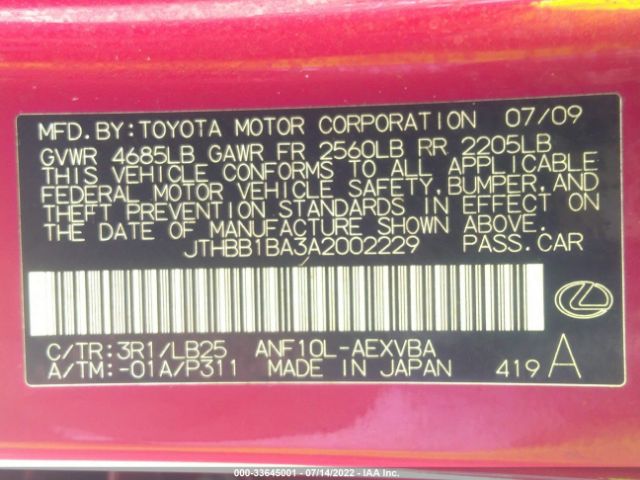 MFD. BY: TOYOTA MOTOR CORPORATION 07/09
GVWR 4685LB GAWR FR 2560LB RR 2205LB
THIS VEHICLE CONFORMS TO ALL APPLICABLE
FEDERAL MOTOR VEHICLE SAFETY, BUMPER, AND
THEFT PREVENTION STANDARDS IN EFFECT ON
THE DATE OF MANUFACTURE SHOWN ABOVE.
JTHBB1BA3A2002229 PASS. CAR
C/TR: 3R1/LB25 ANF10L-AEXVBA
A/TM: -01A/P311 MADE IN JAPAN 419 A
000-33645001 - 07/14/2022 - IAA Inc.